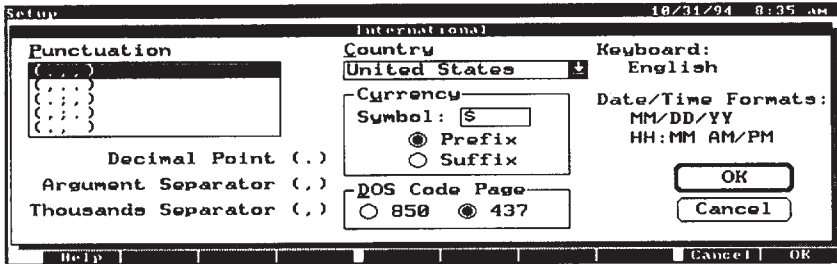 Setup 10/31/94 8:35 am
International
Punctuation
Decimal Point (.)
Argument Separator (,)
Thousands Separator (,)
Country
United States
Currency
Symbol: $
Prefix
Suffix
DOS Code Page
850 437
Keyboard:
English
Date/Time Formats:
MM/DD/YY
HH:MM AM/PM
OK
Cancel
Help Cancel OK